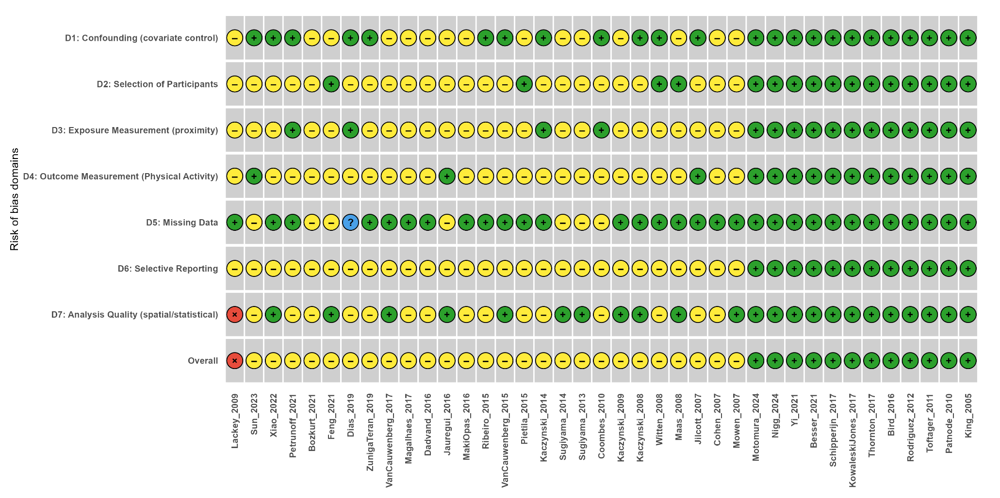 Risk of bias domains
D1: Confounding (covariate control) – + + + – – + + – – – – – + + – + – – + – + + – + – – + + + + + + + + + + + +
D2: Selection of Participants – – – – – + – – – – – – – – – + – – – – – – + + – – – + + + + + + + + + + + +
D3: Exposure Measurement (proximity) – – – + – – + – – – – – – – – – + – – + – – – – – – – + + + + + + + + + + + +
D4: Outcome Measurement (Physical Activity) – + – – – – – – – – – + – – – – – – – – – – – – + – – + + + + + + + + + + + +
D5: Missing Data + – + + – – ? + + + + – + + + + + – – – + + + + + + + + + + + + + + + + + + +
D6: Selective Reporting – – – – – – – – – – – – – – – – – – – – – – – – – – – + + + + + + + + + + + +
D7: Analysis Quality (spatial/statistical) × – + – – + – – + – – + – – + – – + + – + + – + – – + + + + + + + + + + + + +
Overall × – – – – – – – – – – – – – – – – – – – – – – – – – – + + + + + + + + + + + +
Lackey_2009
Sun_2023
Xiao_2022
Petrunoff_2021
Bozkurt_2021
Feng_2021
Dias_2019
ZunigaTeran_2019
VanCauwenberg_2017
Magalhaes_2017
Dadvand_2016
Jauregui_2016
MakiOpas_2016
Ribeiro_2015
VanCauwenberg_2015
Pietila_2015
Kaczynski_2014
Sugiyama_2014
Sugiyama_2013
Coombes_2010
Kaczynski_2009
Kaczynski_2008
Witten_2008
Maas_2008
Jilcott_2007
Cohen_2007
Mowen_2007
Motomura_2024
Nigg_2024
Yi_2021
Besser_2021
Schipperijn_2017
KowaleskiJones_2017
Thornton_2017
Bird_2016
Rodriguez_2012
Toftager_2011
Patnode_2010
King_2005